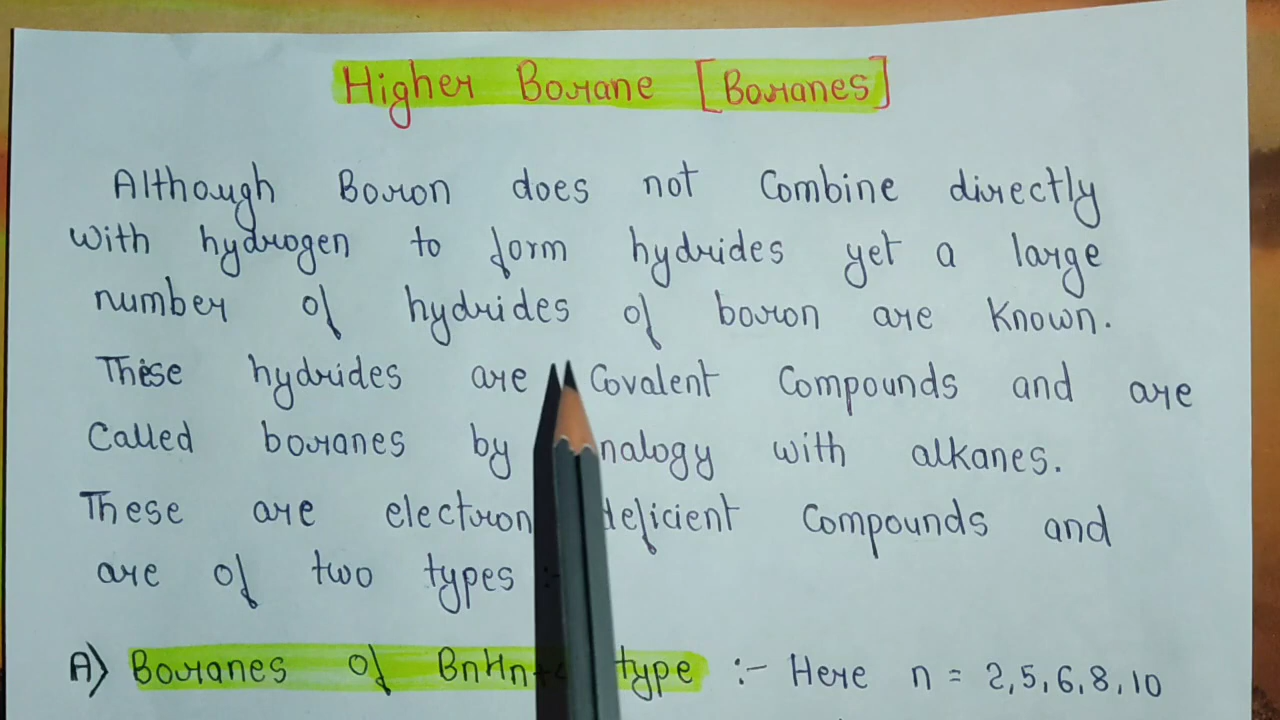 Higher Borane [Boranes]
Although Boron does not Combine directly
with hydrogen to form hydrides yet a large
number of hydrides of boron are known.
These hydrides are Covalent Compounds and are
Called boranes by nalogy with alkanes.
These are electron deficient Compounds and
are of two types :-
A) Boranes of BnHn+ type :- Here n = 2,5,6,8,10